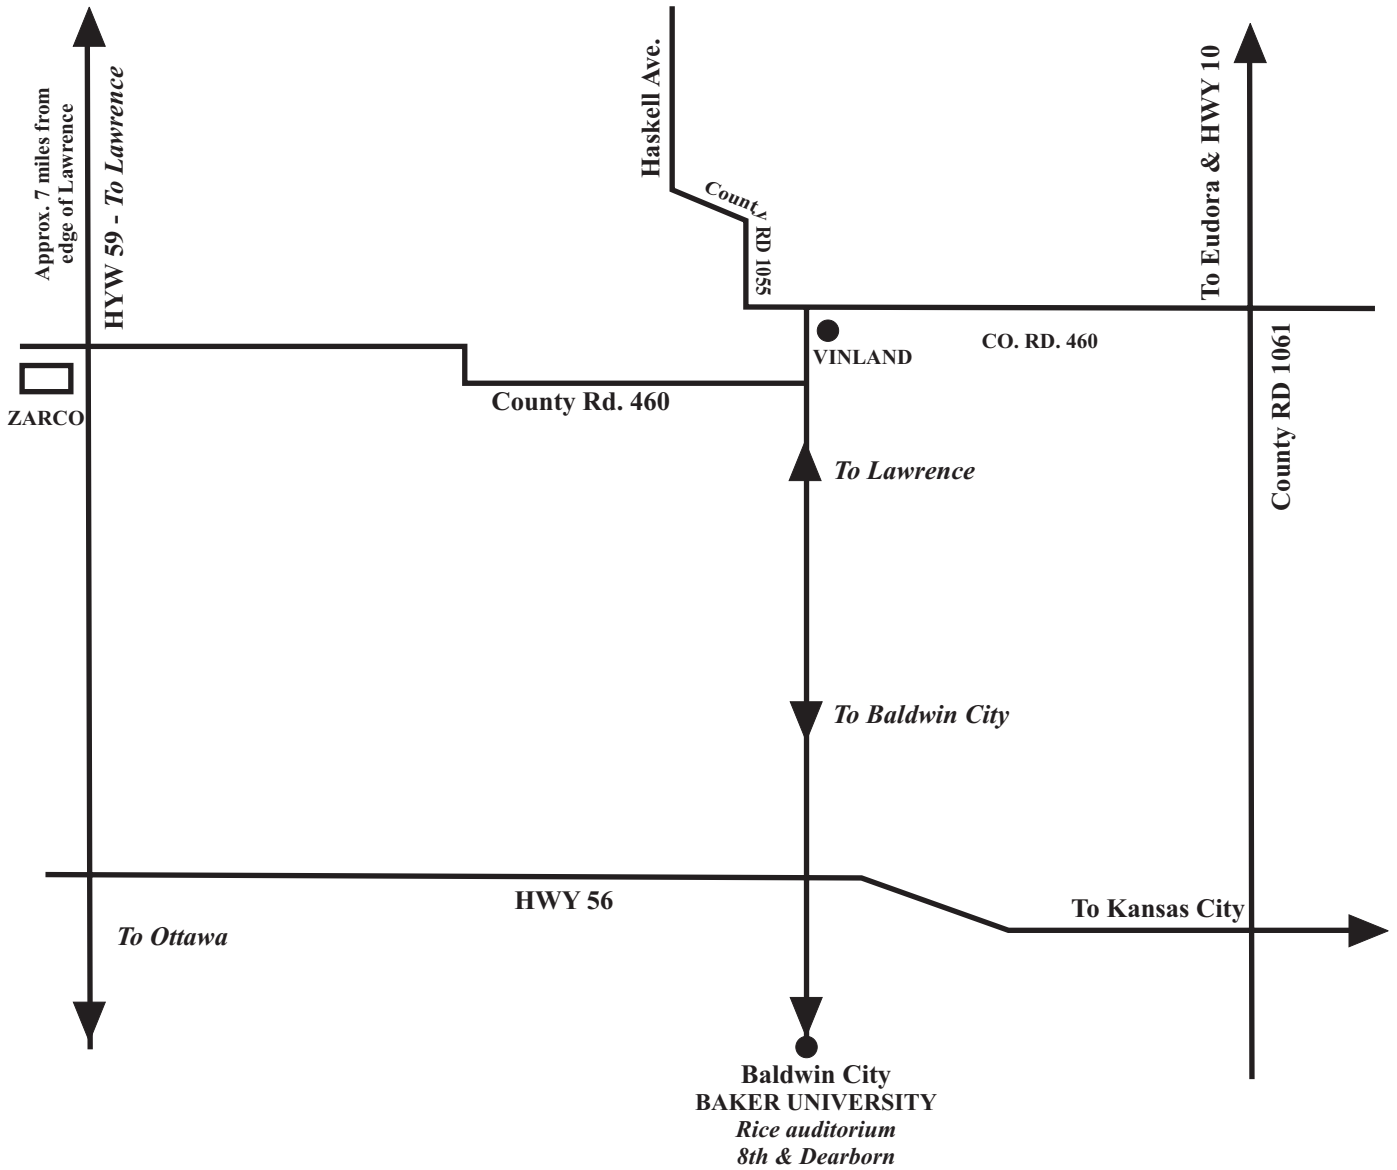 Approx. 7 miles from
edge of Lawrence
HYW 59 - To Lawrence
Haskell Ave.
County RD 1055
To Eudora & HWY 10
VINLAND
CO. RD. 460
County RD 1061
ZARCO
County Rd. 460
To Lawrence
To Baldwin City
HWY 56
To Kansas City
To Ottawa
Baldwin City
BAKER UNIVERSITY
Rice auditorium
8th & Dearborn